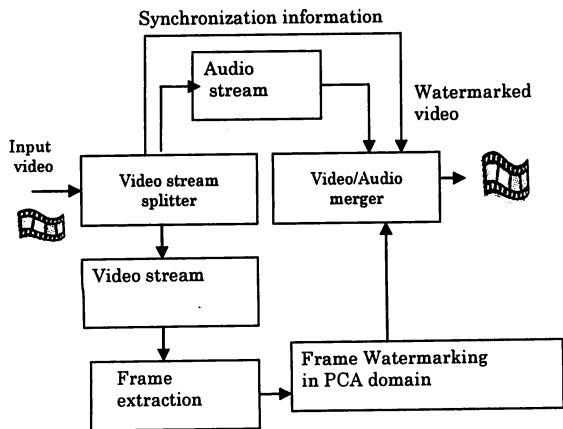 Synchronization information
Audio
stream
Watermarked
video
Input
video
Video stream
splitter
Video/Audio
merger
Video stream
Frame
extraction
Frame Watermarking
in PCA domain